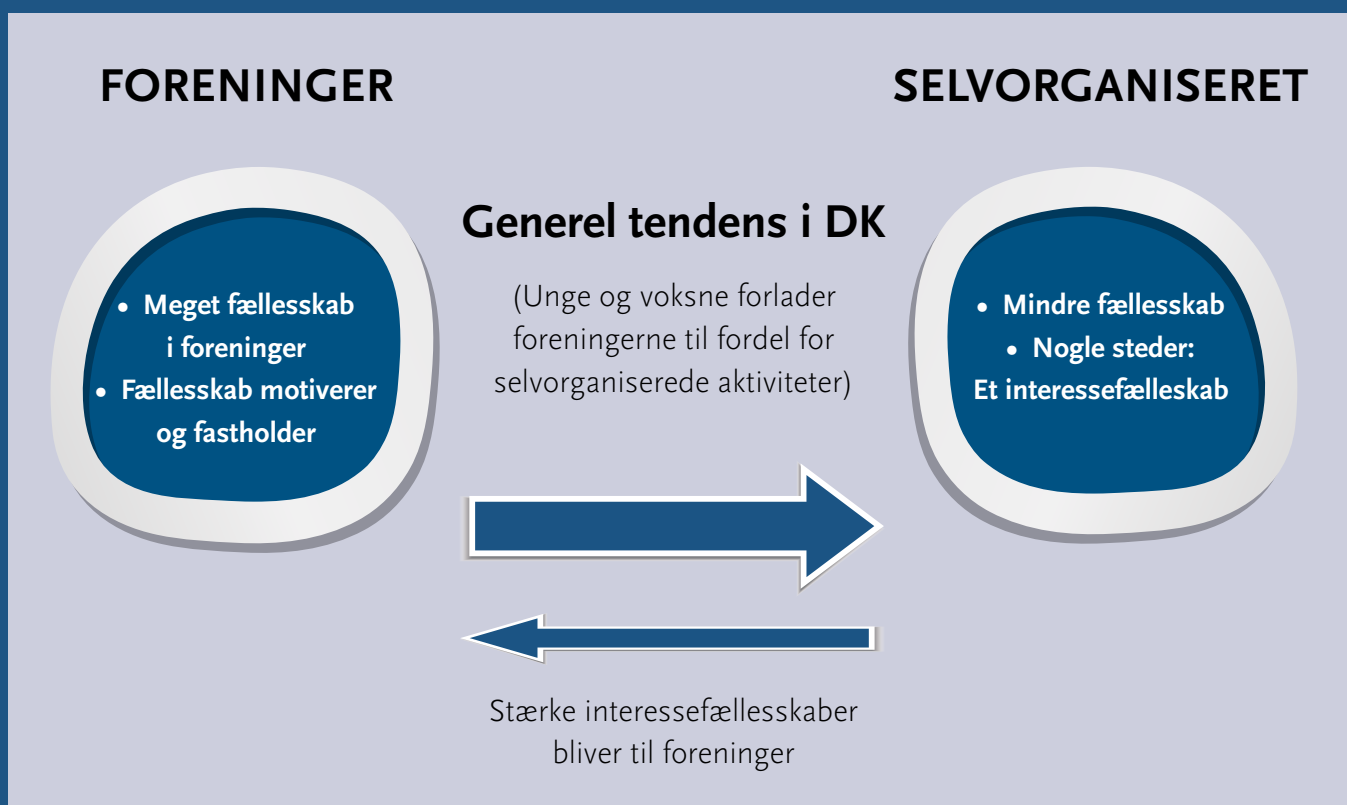 FORENINGER
SELVORGANISERET
Generel tendens i DK
(Unge og voksne forlader
foreningerne til fordel for
selvorganiserede aktiviteter)
• Meget fællesskab
i foreninger
• Fællesskab motiverer
og fastholder
• Mindre fællesskab
• Nogle steder:
Et interessefælleskab
Stærke interessefællesskaber
bliver til foreninger